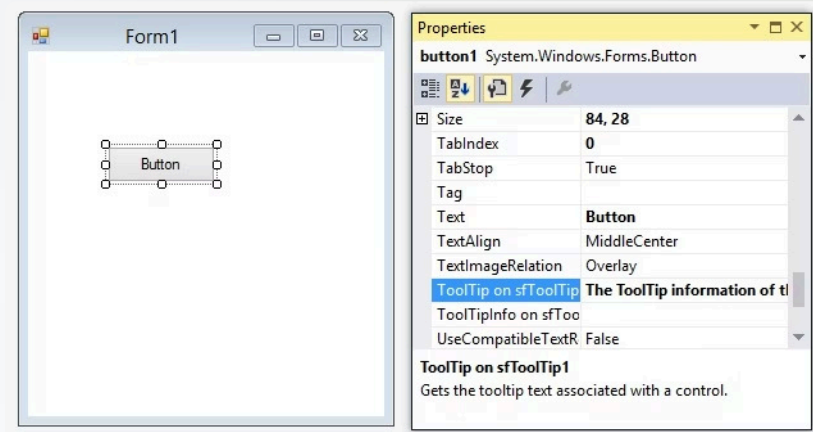 Form1
Button
Properties
button1 System.Windows.Forms.Button
Size 84, 28
TabIndex 0
TabStop True
Tag
Text Button
TextAlign MiddleCenter
TextImageRelation Overlay
ToolTip on sfToolTip The ToolTip information of
ToolTipInfo on sfToo
UseCompatibleTextR False
ToolTip on sfToolTip1
Gets the tooltip text associated with a control.